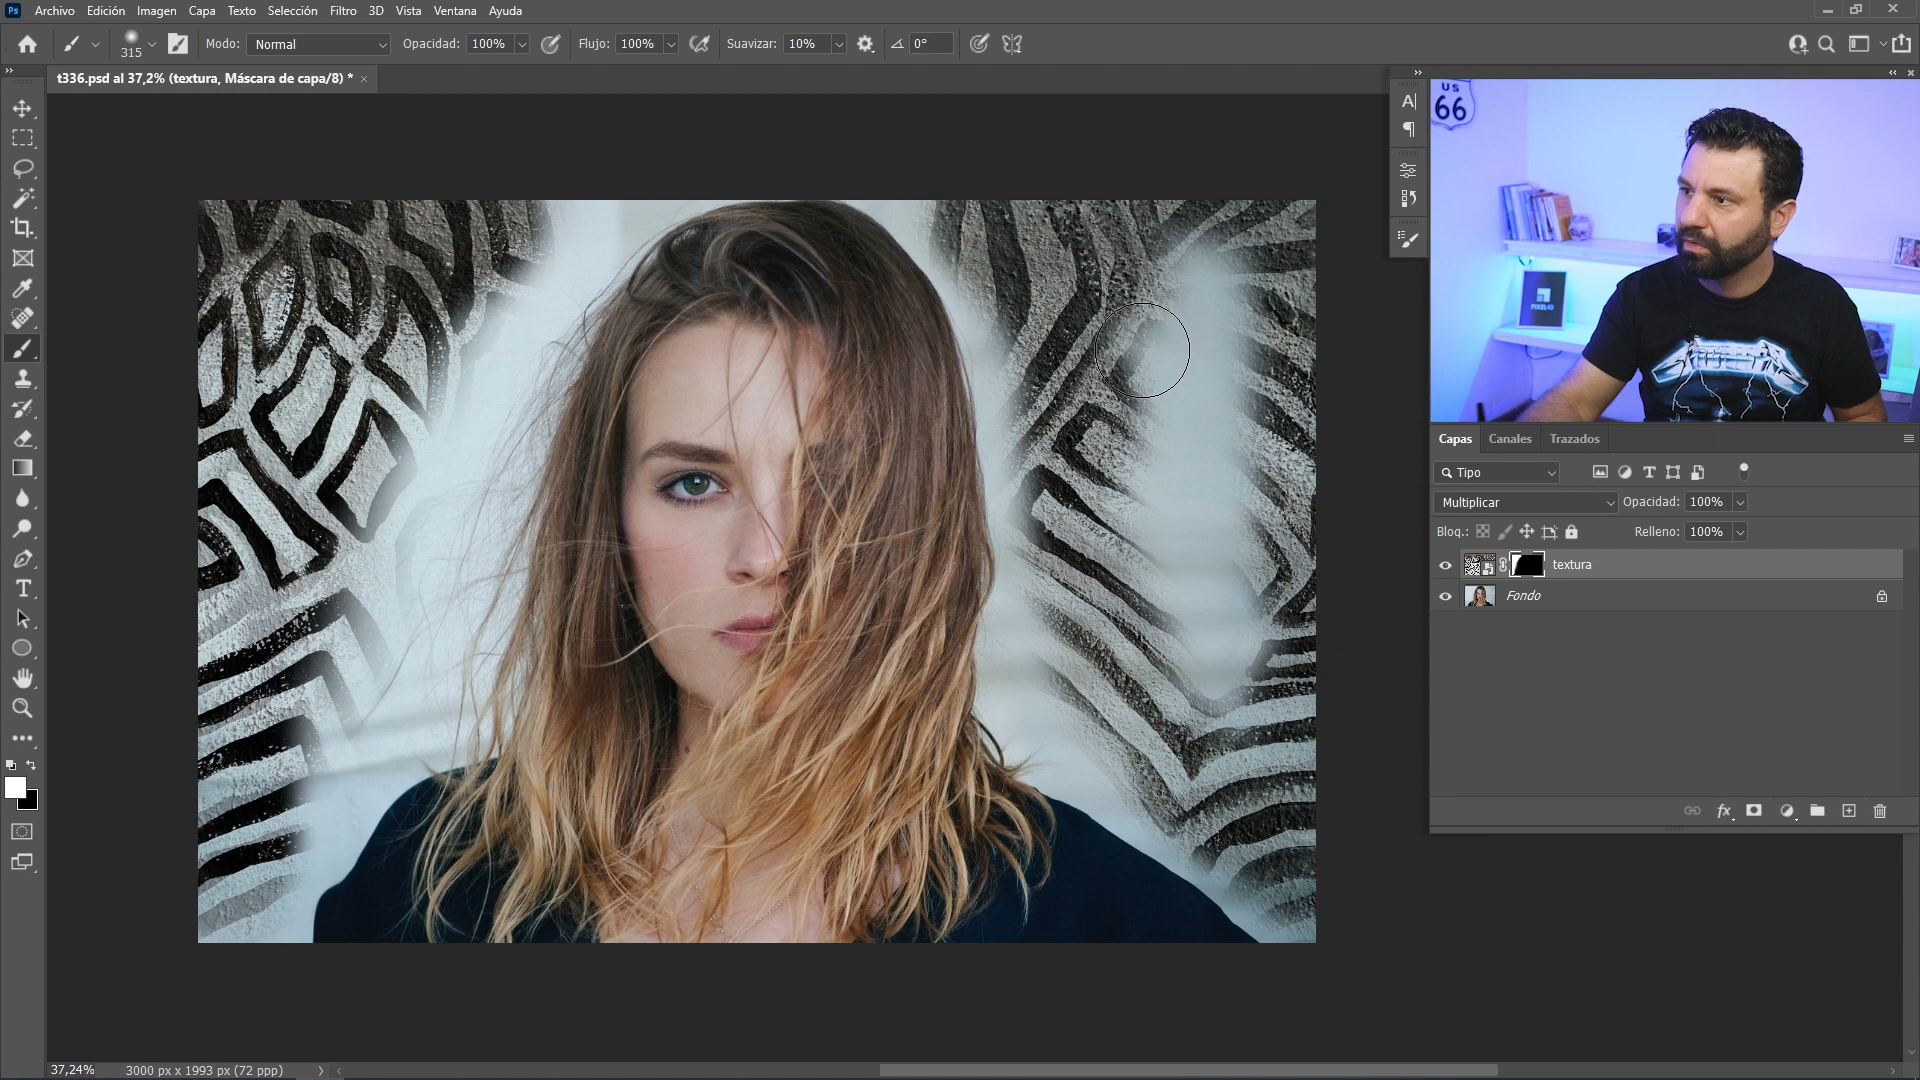 Ps Archivo Edición Imagen Capa Texto Selección Filtro 3D Vista Ventana Ayuda
315 Modo: Normal Opacidad: 100% Flujo: 100% Suavizar: 10% 0°
t336.psd al 37,2% (textura, Máscara de capa/8) * ×
US
66
Capas Canales Trazados
Tipo
Multiplicar Opacidad: 100%
Bloq.: Relleno: 100%
textura
Fondo
fx
37,24% 3000 px x 1993 px (72 ppp)